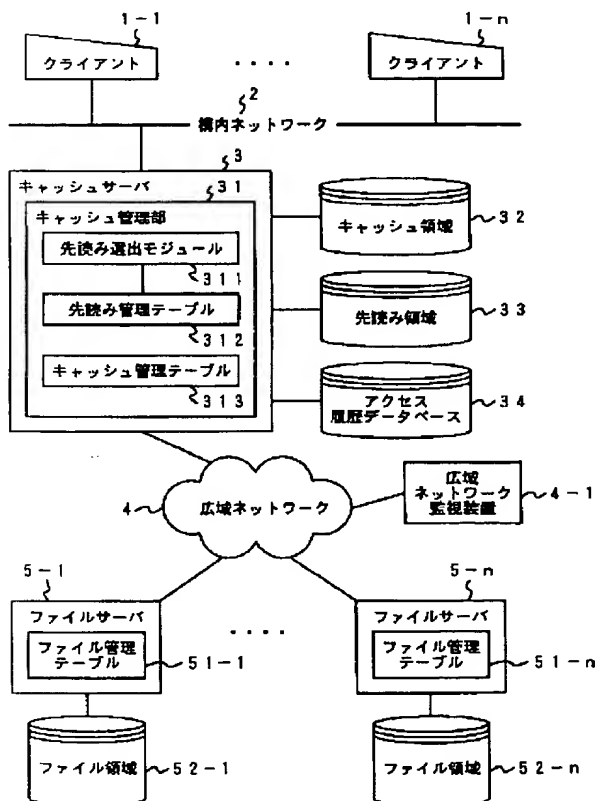 1-1
1-n
クライアント
・・・・
クライアント
2
構内ネットワーク
3
キャッシュサーバ
31
キャッシュ管理部
先読み選出モジュール
311
先読み管理テーブル
312
キャッシュ管理テーブル
313
キャッシュ領域
32
先読み領域
33
アクセス
履歴データベース
34
4
広域ネットワーク
広域
ネットワーク
監視装置
4-1
5-1
5-n
ファイルサーバ
ファイル管理
テーブル
51-1
・・・・
ファイルサーバ
ファイル管理
テーブル
51-n
ファイル領域
52-1
ファイル領域
52-n